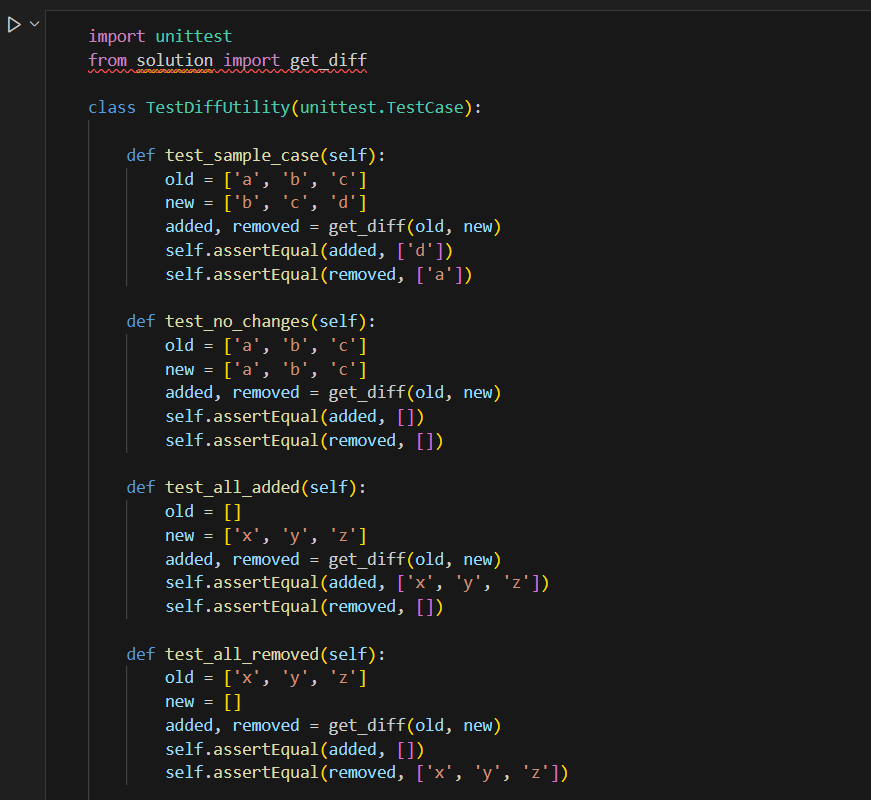 import unittest
from solution import get_diff
class TestDiffUtility(unittest.TestCase):
def test_sample_case(self):
old = ['a', 'b', 'c']
new = ['b', 'c', 'd']
added, removed = get_diff(old, new)
self.assertEqual(added, ['d'])
self.assertEqual(removed, ['a'])
def test_no_changes(self):
old = ['a', 'b', 'c']
new = ['a', 'b', 'c']
added, removed = get_diff(old, new)
self.assertEqual(added, [])
self.assertEqual(removed, [])
def test_all_added(self):
old = []
new = ['x', 'y', 'z']
added, removed = get_diff(old, new)
self.assertEqual(added, ['x', 'y', 'z'])
self.assertEqual(removed, [])
def test_all_removed(self):
old = ['x', 'y', 'z']
new = []
added, removed = get_diff(old, new)
self.assertEqual(added, [])
self.assertEqual(removed, ['x', 'y', 'z'])